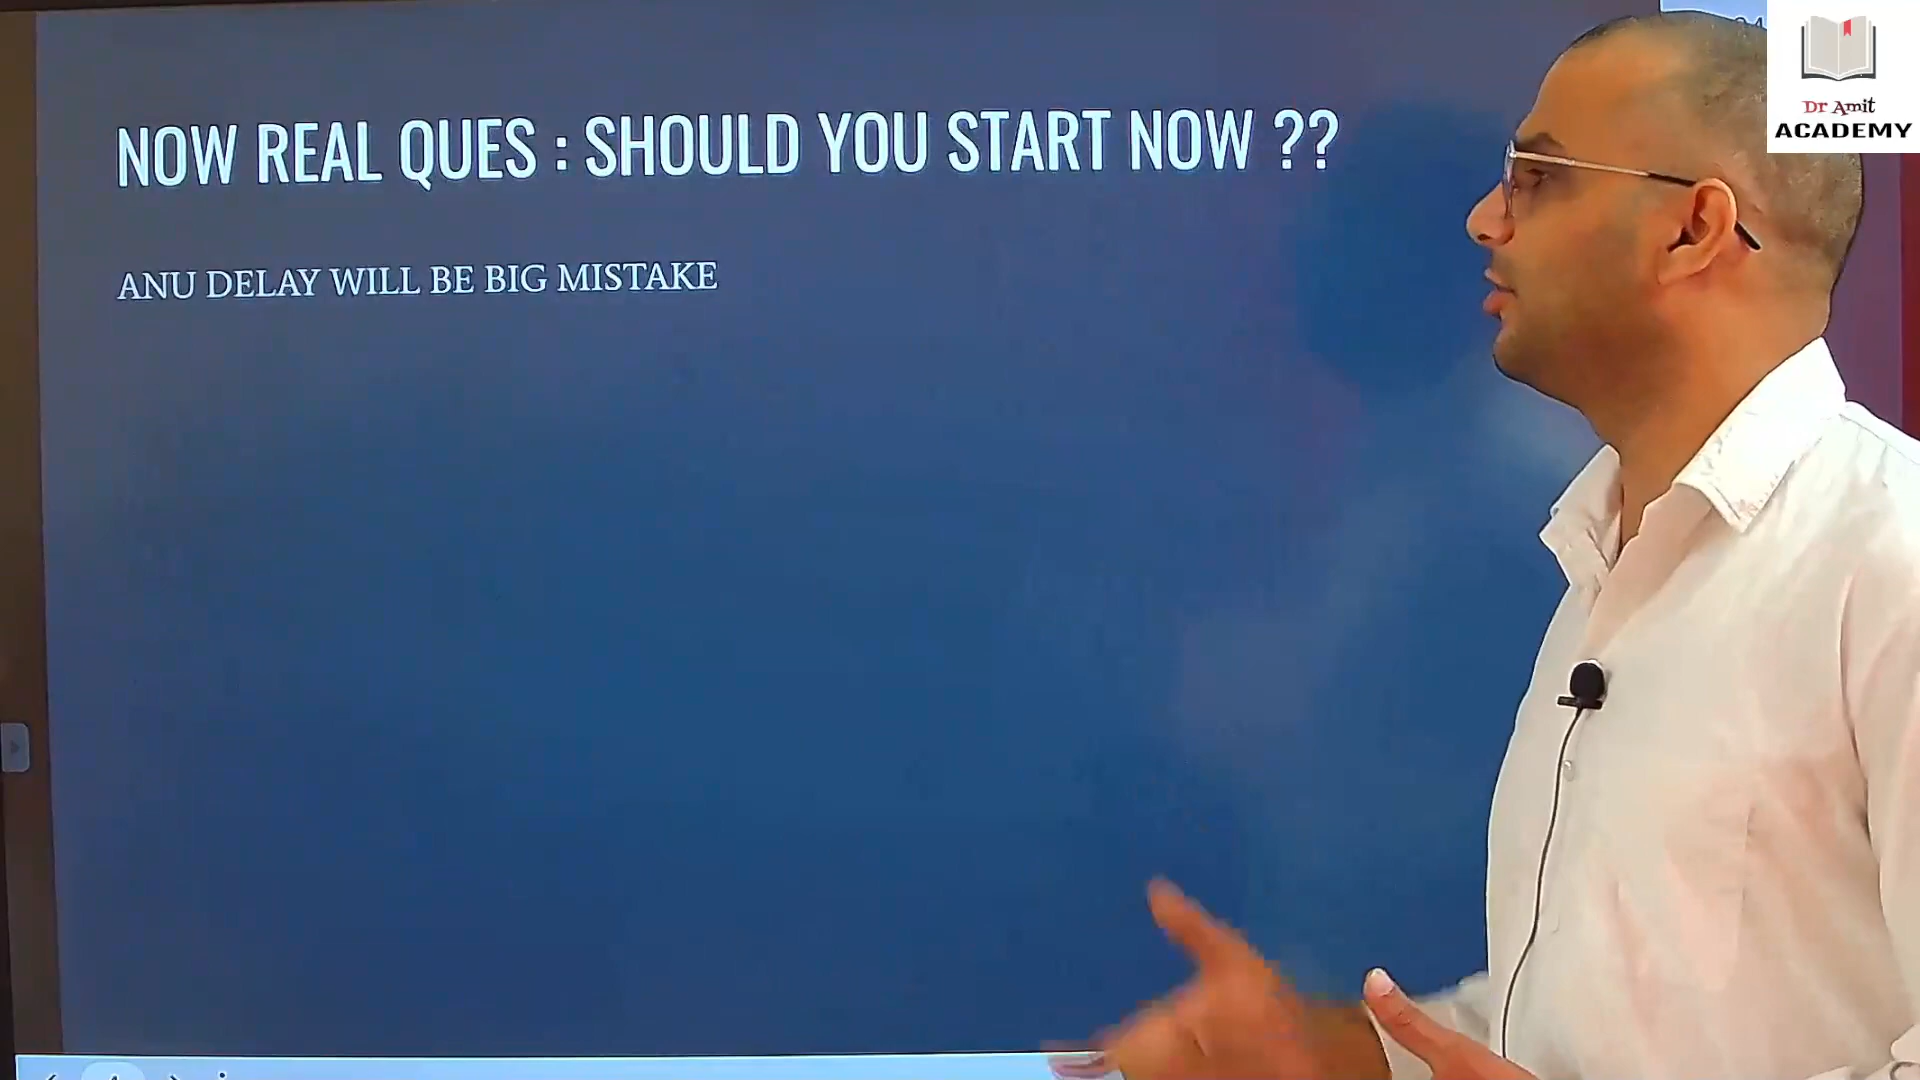 NOW REAL QUES : SHOULD YOU START NOW ??
ANU DELAY WILL BE BIG MISTAKE
Dr Amit
ACADEMY